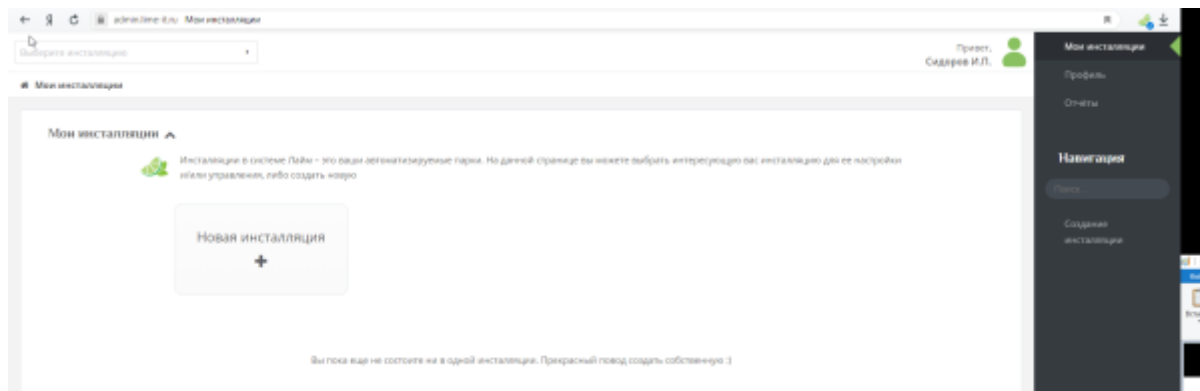 admin.lime-it.ru Мои инсталляции
Выберите инсталляцию
Привет,
Сидоров И.П.
Мои инсталляции
Мои инсталляции
Инсталляции в системе Лайм - это ваши автоматизируемые парки. На данной странице вы можете выбрать интересующую вас инсталляцию для ее настройки
и/или управления, либо создать новую
Новая инсталляция
+
Вы пока еще не состоите ни в одной инсталляции. Прекрасный повод создать собственную :)
Мои инсталляции
Профиль
Отчёты
Навигация
Поиск
Создание
инсталляции